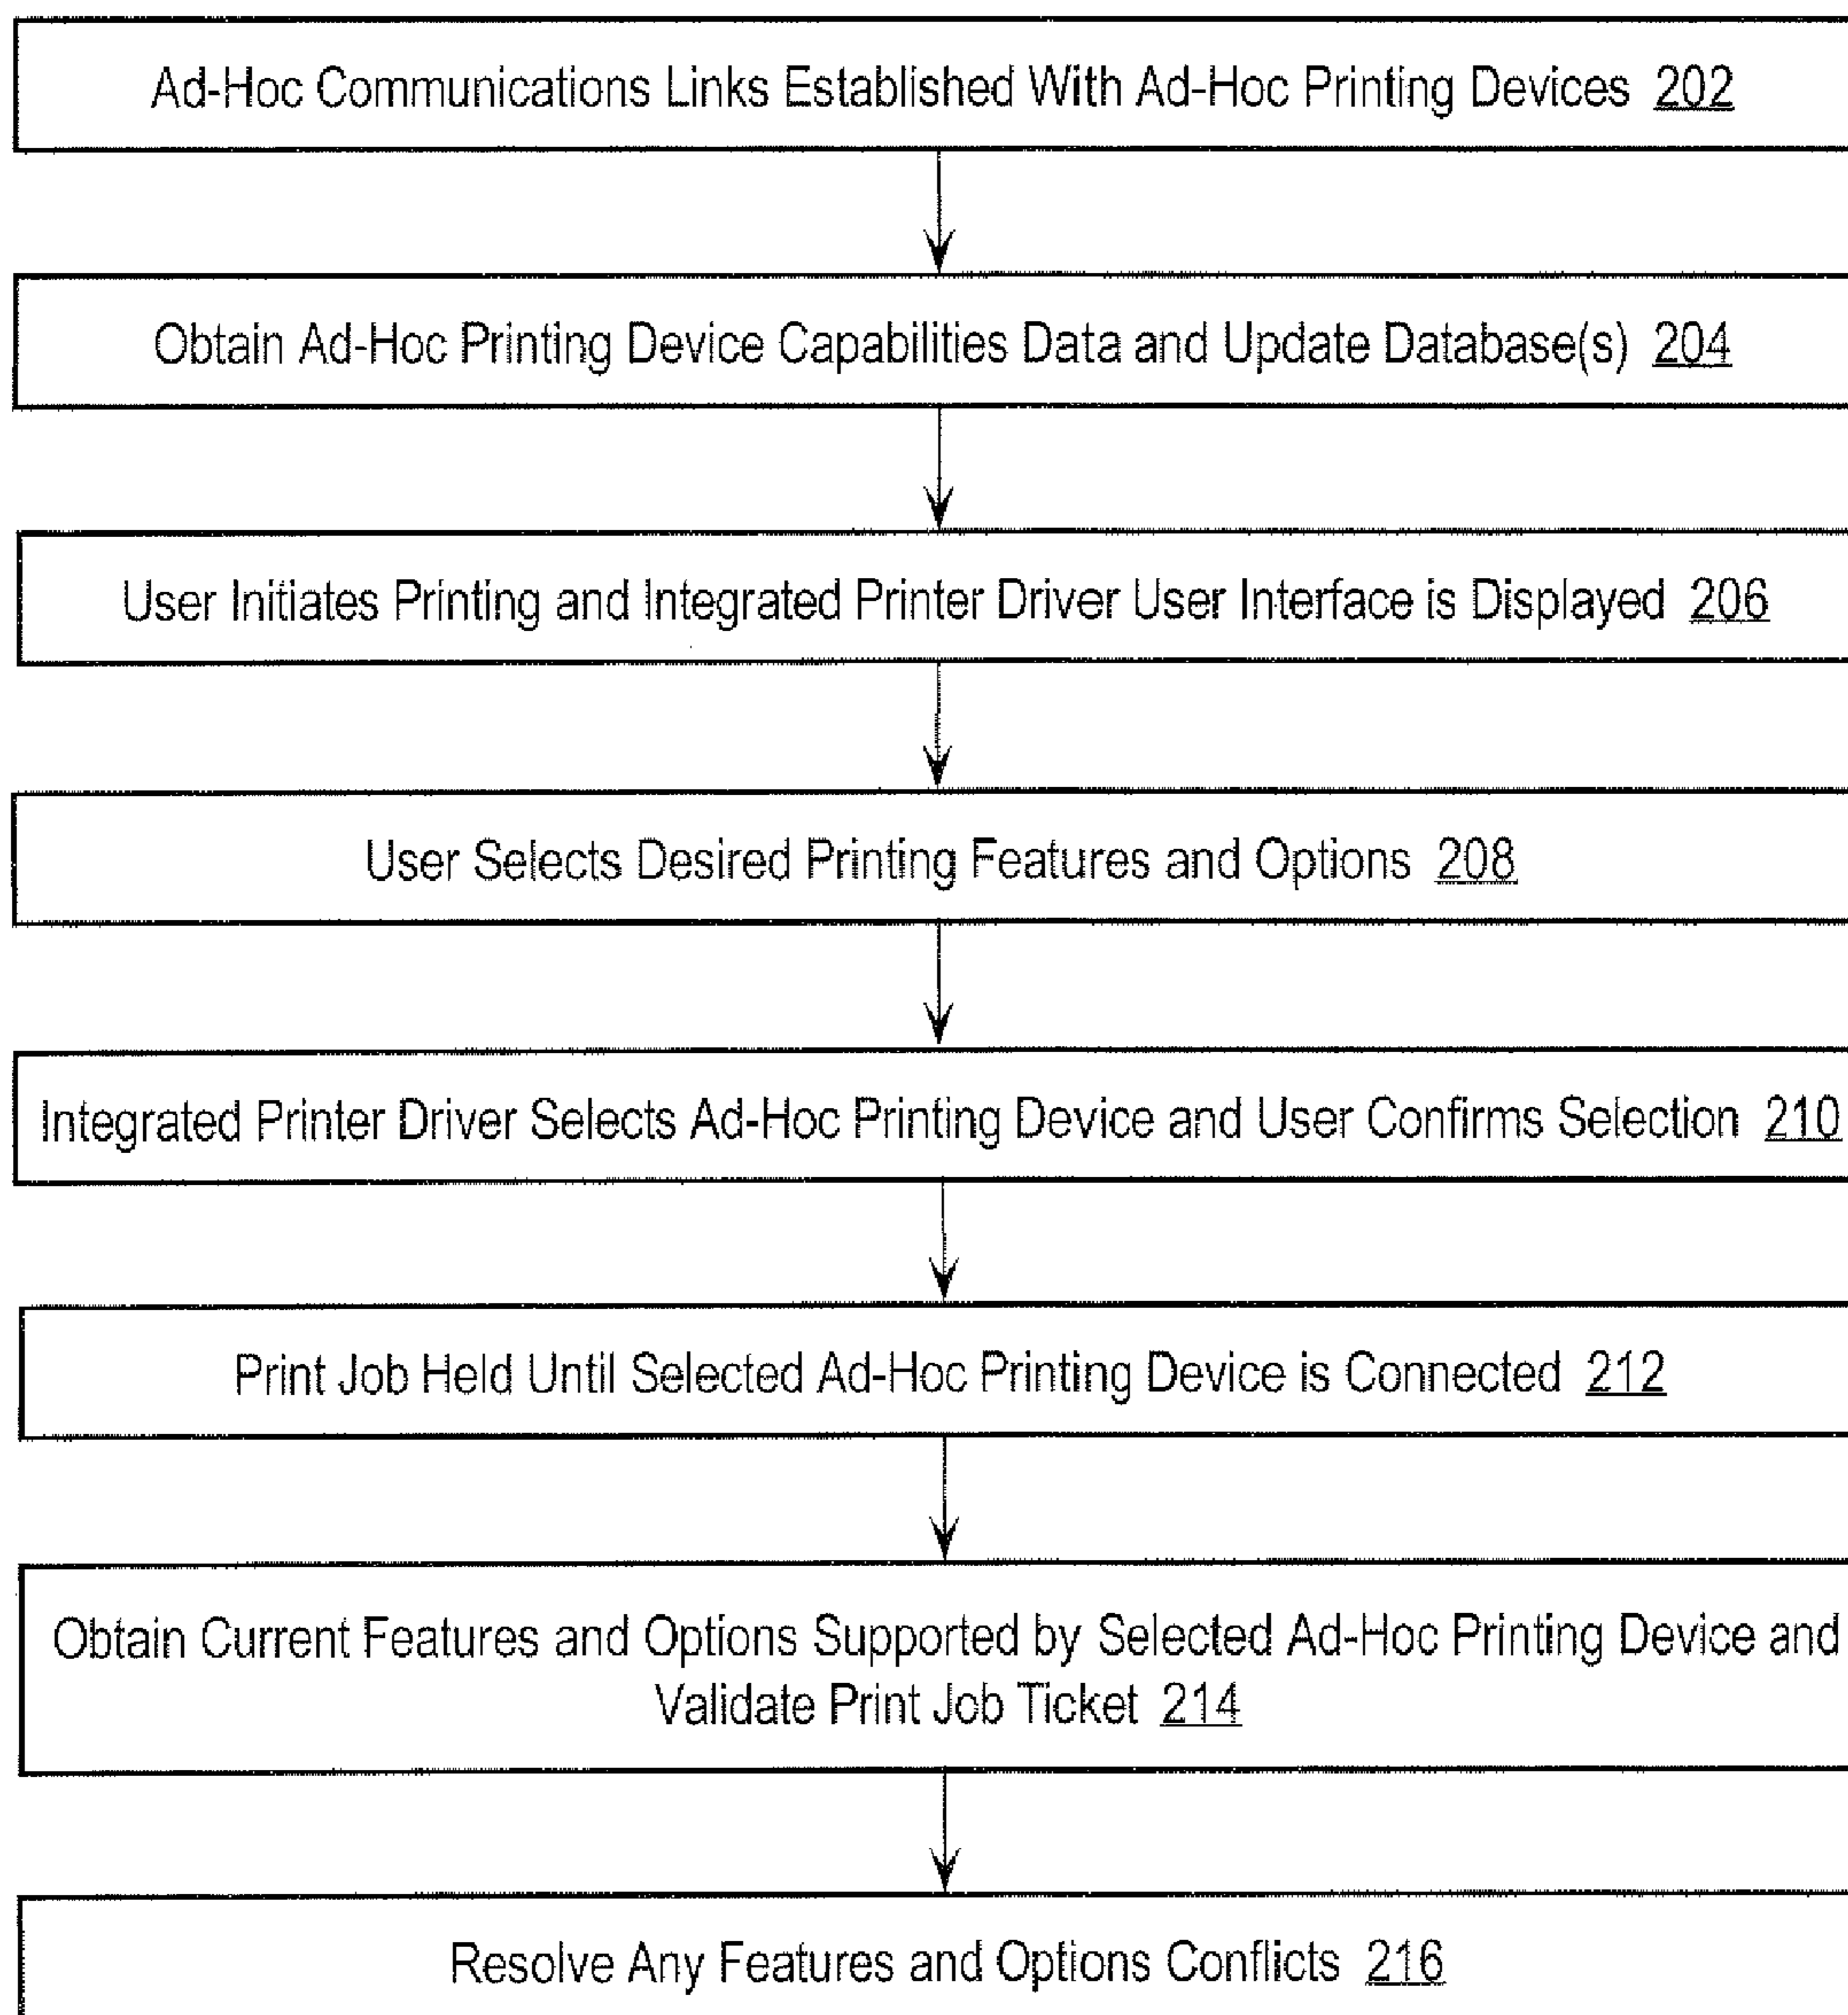 Ad-Hoc Communications Links Established With Ad-Hoc Printing Devices 202
Obtain Ad-Hoc Printing Device Capabilities Data and Update Database(s) 204
User Initiates Printing and Integrated Printer Driver User Interface is Displayed 206
User Selects Desired Printing Features and Options 208
Integrated Printer Driver Selects Ad-Hoc Printing Device and User Confirms Selection 210
Print Job Held Until Selected Ad-Hoc Printing Device is Connected 212
Obtain Current Features and Options Supported by Selected Ad-Hoc Printing Device and
Validate Print Job Ticket 214
Resolve Any Features and Options Conflicts 216